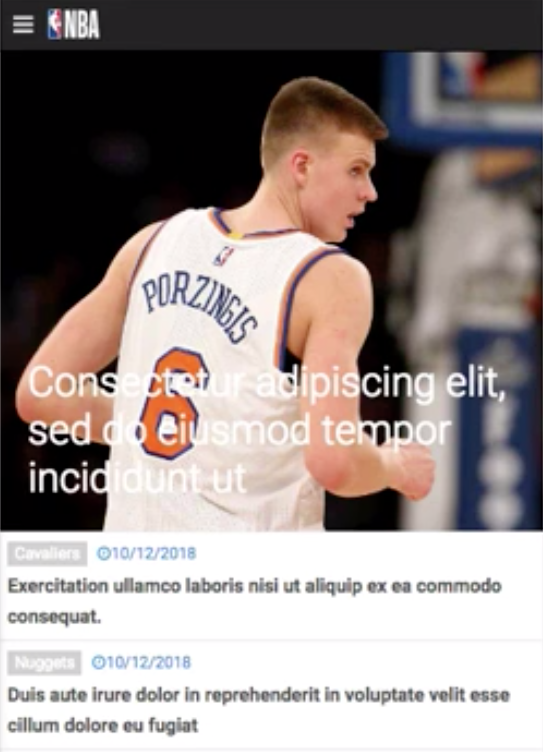 NBA
PORZINGIS
6
Consectetur adipiscing elit,
sed do eiusmod tempor
incididunt ut
Cavaliers 10/12/2018
Exercitation ullamco laboris nisi ut aliquip ex ea commodo
consequat.
Nuggets 10/12/2018
Duis aute irure dolor in reprehenderit in voluptate velit esse
cillum dolore eu fugiat